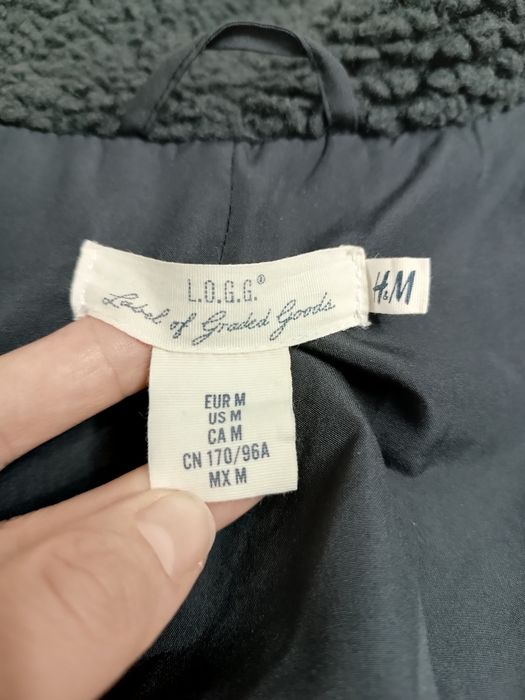 L.O.G.G.®
Label of Graded Goods
H&M
EUR M
US M
CA M
CN 170/96A
MX M